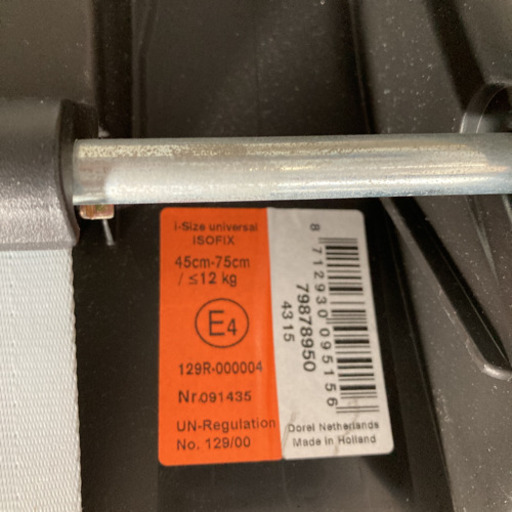 i-Size universal
ISOFIX
45cm-75cm
/ ≤12 kg
E4
129R-000004
Nr.091435
UN-Regulation
No. 129/00
8 712930 095156
79878950
4315
Dorel Netherlands
Made in Holland